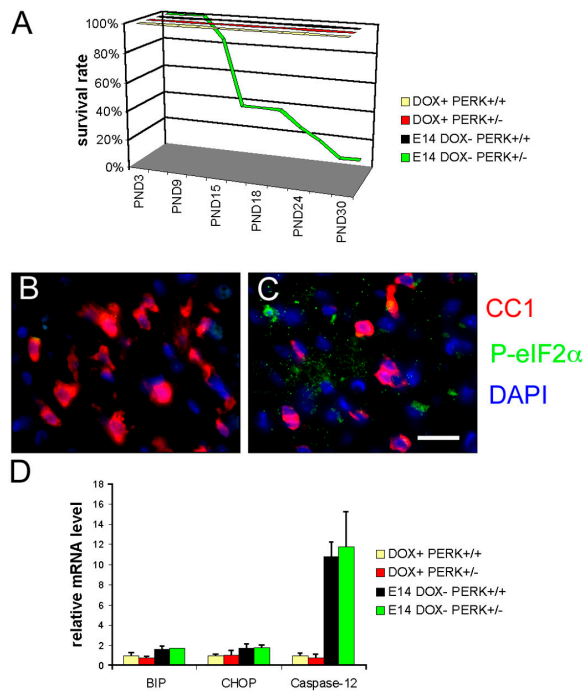 A
survival rate
100%
80%
60%
40%
20%
0%
PND3
PND9
PND15
PND18
PND24
PND30
DOX+ PERK+/+
DOX+ PERK+/-
E14 DOX- PERK+/+
E14 DOX- PERK+/-
B
C
CC1
P-eIF2α
DAPI
D
relative mRNA level
18
16
14
12
10
8
6
4
2
0
BIP
CHOP
Caspase-12
DOX+ PERK+/+
DOX+ PERK+/-
E14 DOX- PERK+/+
E14 DOX- PERK+/-